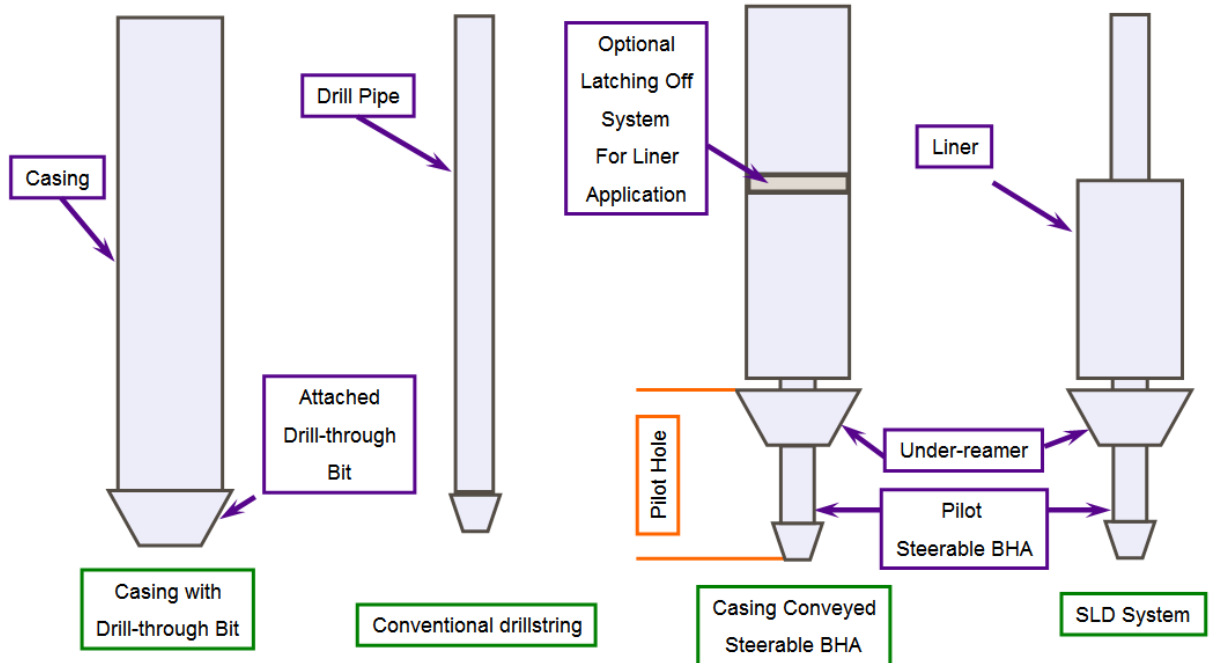 Casing
Attached
Drill-through
Bit
Casing with
Drill-through Bit
Drill Pipe
Conventional drillstring
Optional
Latching Off
System
For Liner
Application
Pilot Hole
Casing Conveyed
Steerable BHA
Liner
Under-reamer
Pilot
Steerable BHA
SLD System